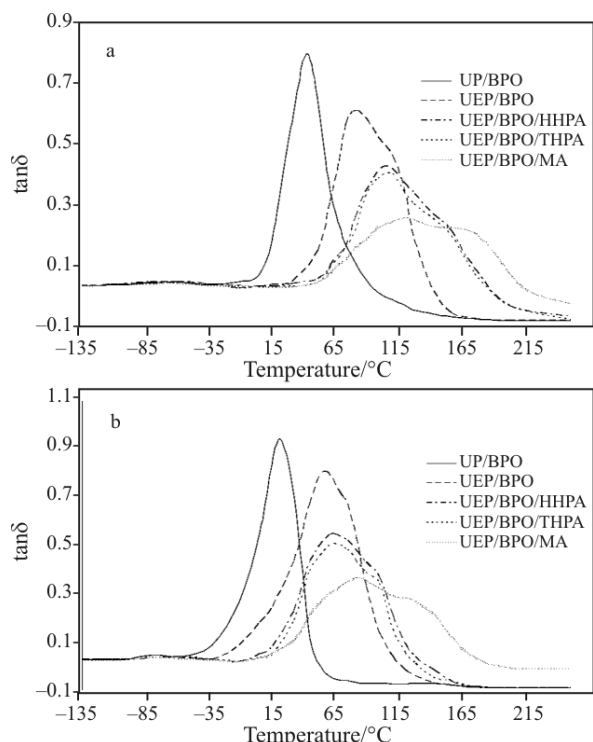 0.9
a
UP/BPO
UEP/BPO
UEP/BPO/HHPA
UEP/BPO/THPA
UEP/BPO/MA
0.7
0.5
0.3
0.1
–0.1
tanδ
–135 –85 –35 15 65 115 165 215
Temperature/°C
1.1
b
UP/BPO
UEP/BPO
UEP/BPO/HHPA
UEP/BPO/THPA
UEP/BPO/MA
0.9
0.7
0.5
0.3
0.1
–0.1
tanδ
–135 –85 –35 15 65 115 165 215
Temperature/°C